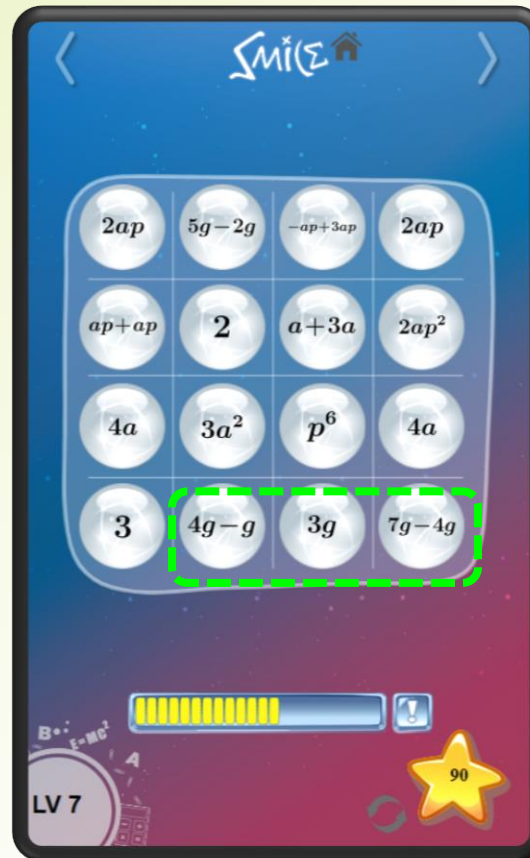 SMILE
2ap 5g−2g −ap+3ap 2ap
ap+ap 2 a+3a 2ap²
4a 3a² p⁶ 4a
3 4g−g 3g 7g−4g
!
B
E=MC²
A
LV 7
90